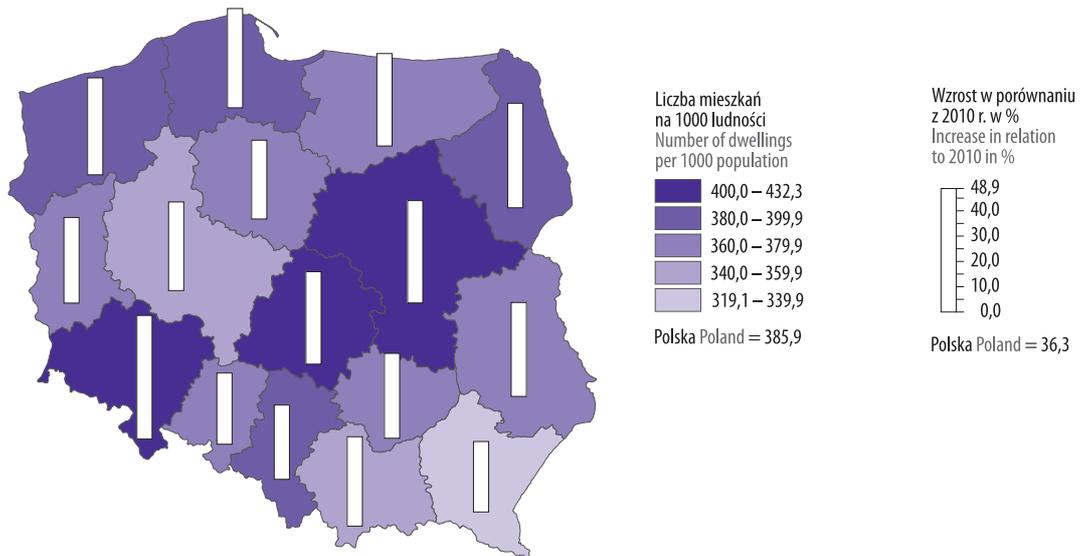 Liczba mieszkań
na 1000 ludności
Number of dwellings
per 1000 population
400,0 – 432,3
380,0 – 399,9
360,0 – 379,9
340,0 – 359,9
319,1 – 339,9
Polska Poland = 385,9
Wzrost w porównaniu
z 2010 r. w %
Increase in relation
to 2010 in %
48,9
40,0
30,0
20,0
10,0
0,0
Polska Poland = 36,3